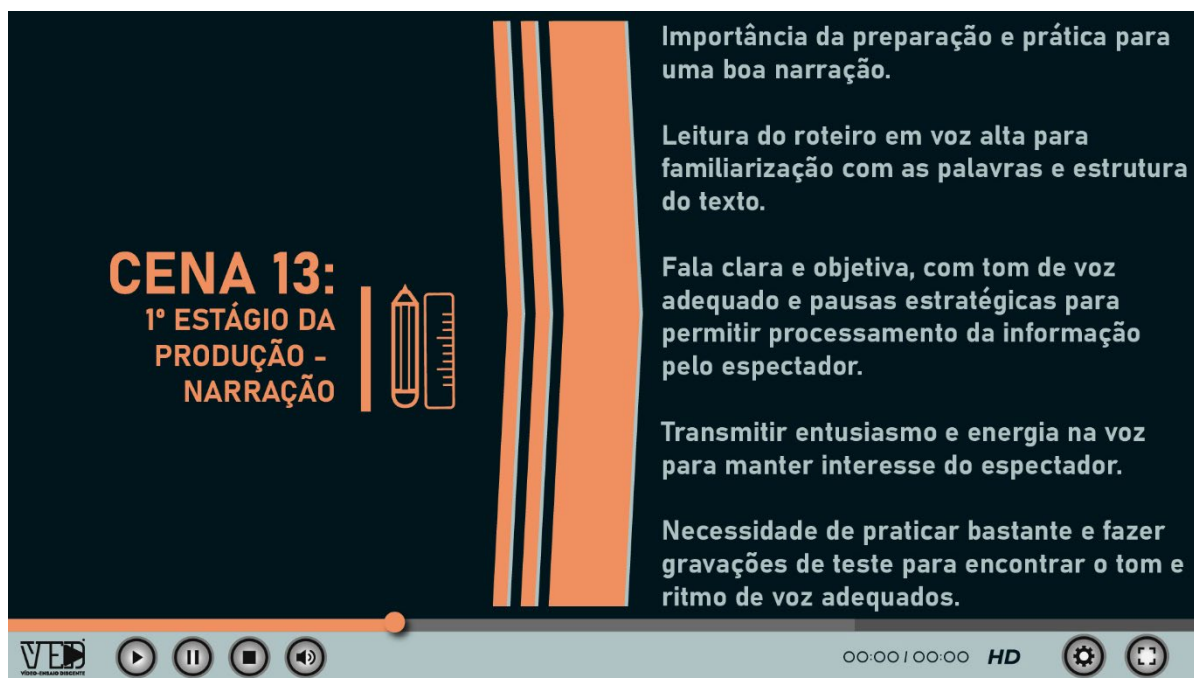 CENA 13:
1º ESTÁGIO DA
PRODUÇÃO -
NARRAÇÃO
Importância da preparação e prática para
uma boa narração.
Leitura do roteiro em voz alta para
familiarização com as palavras e estrutura
do texto.
Fala clara e objetiva, com tom de voz
adequado e pausas estratégicas para
permitir processamento da informação
pelo espectador.
Transmitir entusiasmo e energia na voz
para manter interesse do espectador.
Necessidade de praticar bastante e fazer
gravações de teste para encontrar o tom e
ritmo de voz adequados.
VED
VÍDEO-ENSAIO DISCENTE
00:00 / 00:00 HD